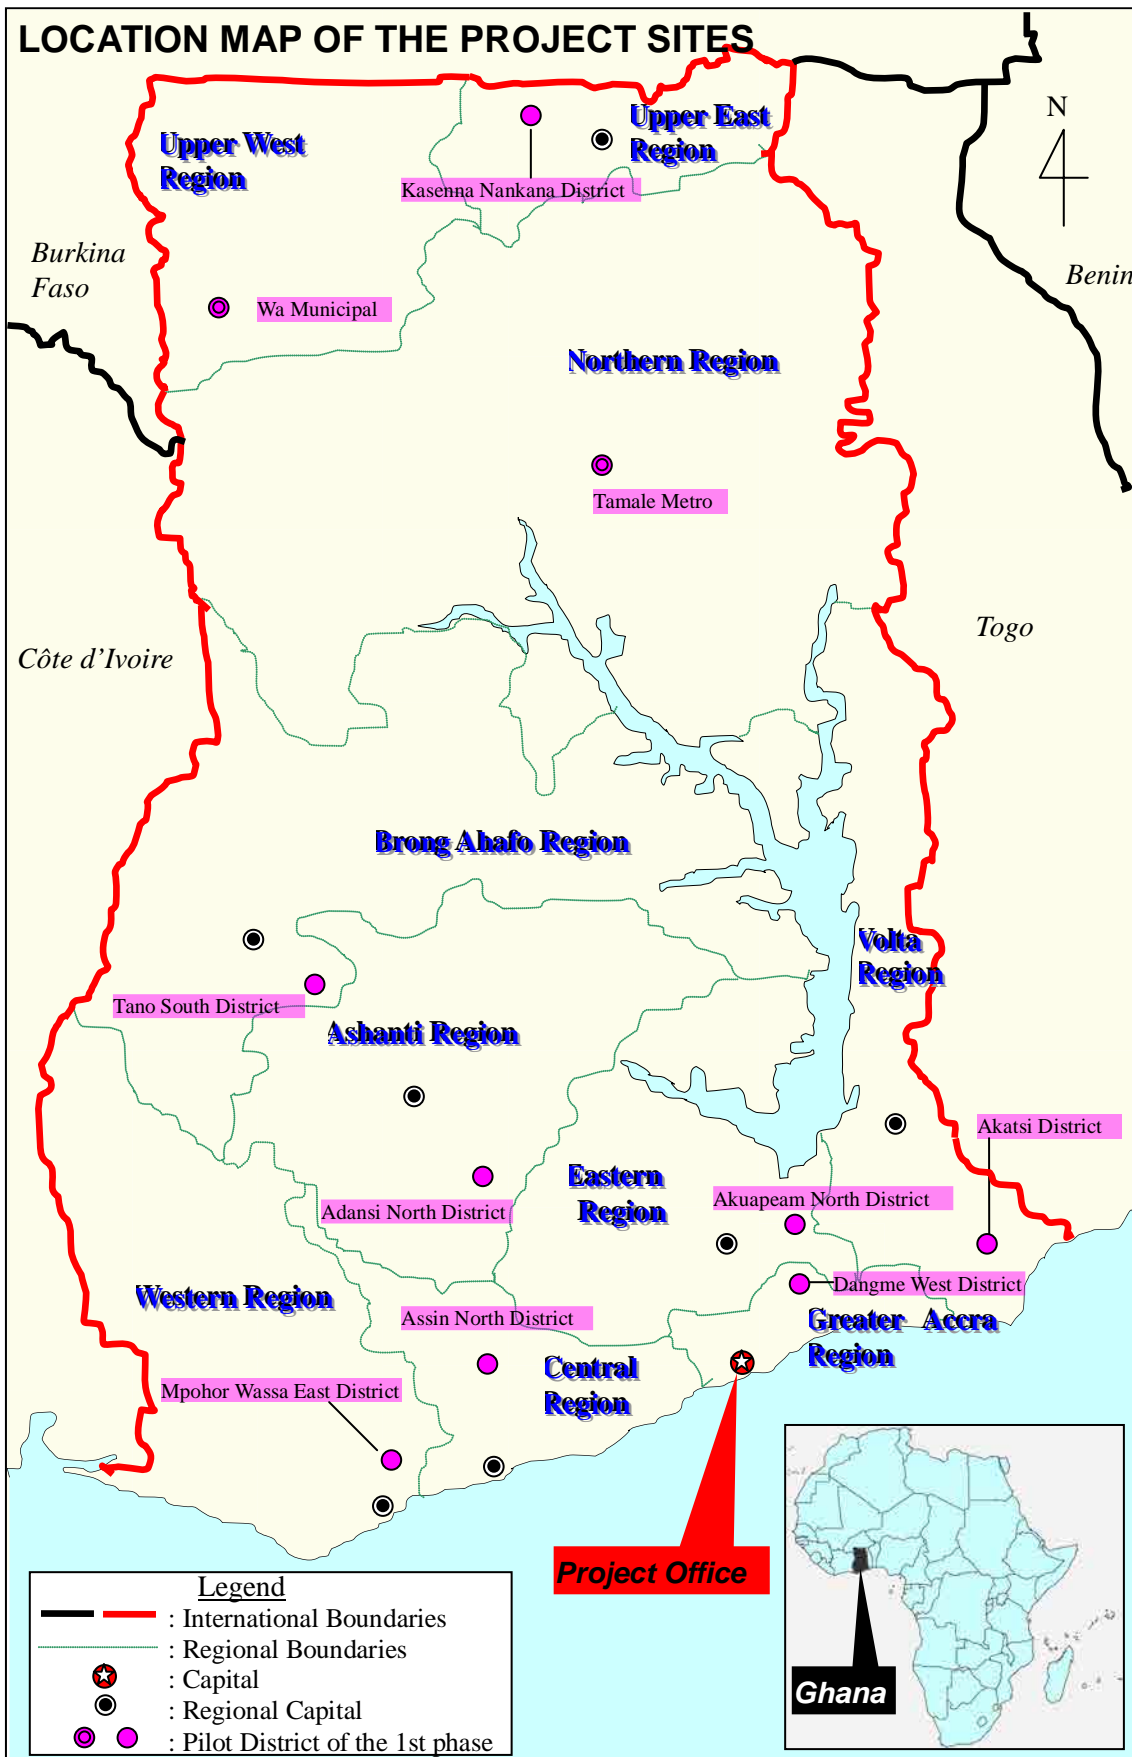 LOCATION MAP OF THE PROJECT SITES
N
Upper East
Region
Upper West
Region
Kasenna Nankana District
Burkina
Faso
Benin
Wa Municipal
Northern Region
Tamale Metro
Togo
Côte d'Ivoire
Brong Ahafo Region
Volta
Region
Tano South District
Ashanti Region
Akatsi District
Eastern
Region
Akuapeam North District
Adansi North District
Dangme West District
Western Region
Assin North District
Greater Accra
Region
Central
Region
Mpohor Wassa East District
Project Office
Ghana
Legend
: International Boundaries
: Regional Boundaries
: Capital
: Regional Capital
: Pilot District of the 1st phase